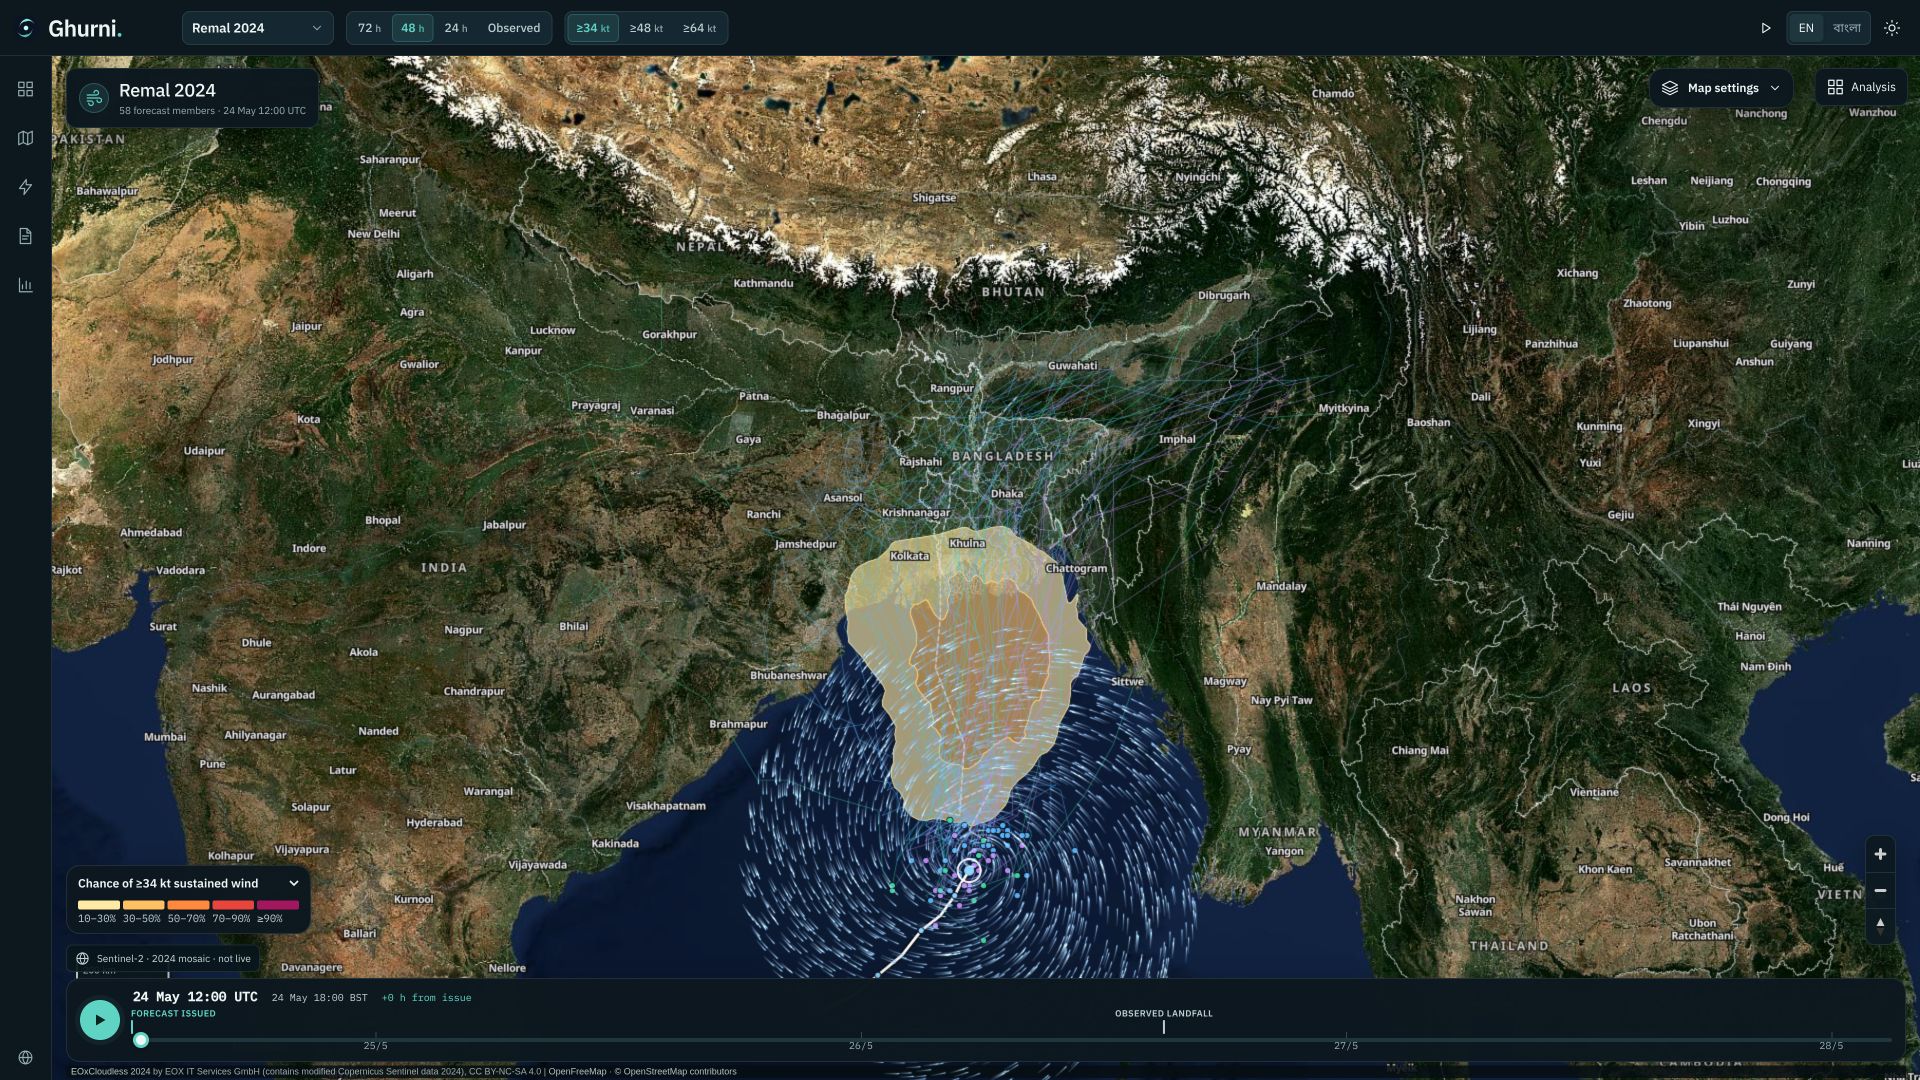 Ghurni.
Remal 2024
72 h
48 h
24 h
Observed
≥34 kt
≥48 kt
≥64 kt
EN
বাংলা
Remal 2024
58 forecast members · 24 May 12:00 UTC
Map settings
Analysis
PAKISTAN
Chamdo
Chengdu
Nanchong
Wanzhou
Saharanpur
Bahawalpur
Lhasa
Nyingchi
Leshan
Neijiang
Chongqing
Shigatse
Meerut
New Delhi
Yibin
Luzhou
NEPAL
Aligarh
Kathmandu
BHUTAN
Dibrugarh
Xichang
Zunyi
Zhaotong
Agra
Jaipur
Lucknow
Gorakhpur
Lijiang
Kanpur
Panzhihua
Liupanshui
Guiyang
Jodhpur
Gwalior
Guwahati
Anshun
Rangpur
Patna
Dali
Prayagraj
Varanasi
Bhagalpur
Myitkyina
Kota
Baoshan
Kunming
Xingyi
Gaya
Imphal
Udaipur
BANGLADESH
Rajshahi
Yuxi
Asansol
Dhaka
Ranchi
Krishnanagar
Gejiu
Bhopal
Jabalpur
Ahmedabad
Jamshedpur
Khulna
Nanning
Indore
Kolkata
INDIA
Chattogram
Rajkot
Vadodara
Mandalay
Thái Nguyên
Surat
Nagpur
Bhilai
Hanoi
Dhule
Akola
Nam Định
Bhubaneshwar
Sittwe
Magway
LAOS
Nashik
Aurangabad
Chandrapur
Nay Pyi Taw
Brahmapur
Mumbai
Ahilyanagar
Nanded
Pyay
Chiang Mai
Pune
Latur
Warangal
Vientiane
Solapur
Visakhapatnam
Hyderabad
Dong Hoi
MYANMAR
Kakinada
Yangon
Kolhapur
Vijayapura
Vijayawada
Khon Kaen
Savannakhet
Huế
Chance of ≥34 kt sustained wind
10–30%
30–50%
50–70%
70–90%
≥90%
Kurnool
Nakhon
Sawan
VIETN
Ballari
Ubon
Ratchathani
THAILAND
Sentinel-2 · 2024 mosaic · not live
Davanagere
Nellore
24 May 12:00 UTC
24 May 18:00 BST
+0 h from issue
FORECAST ISSUED
OBSERVED LANDFALL
25/5
26/5
27/5
28/5
EOxCloudless 2024 by EOX IT Services GmbH (contains modified Copernicus Sentinel data 2024), CC BY-NC-SA 4.0 | OpenFreeMap · © OpenStreetMap contributors